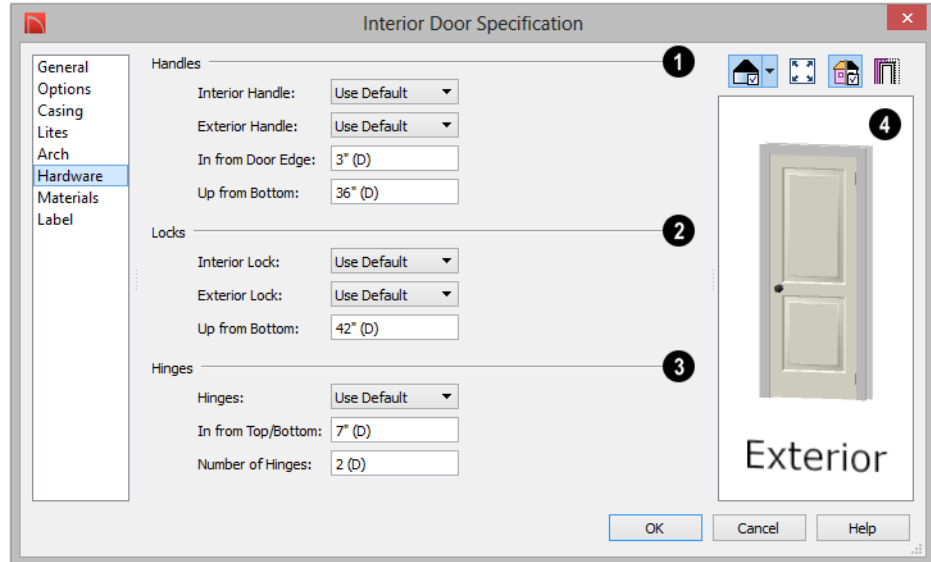 Interior Door Specification
General
Options
Casing
Lites
Arch
Hardware
Materials
Label
Handles 1
Interior Handle: Use Default
Exterior Handle: Use Default
In from Door Edge: 3" (D)
Up from Bottom: 36" (D)
Locks 2
Interior Lock: Use Default
Exterior Lock: Use Default
Up from Bottom: 42" (D)
Hinges 3
Hinges: Use Default
In from Top/Bottom: 7" (D)
Number of Hinges: 2 (D)
4
Exterior
OK Cancel Help